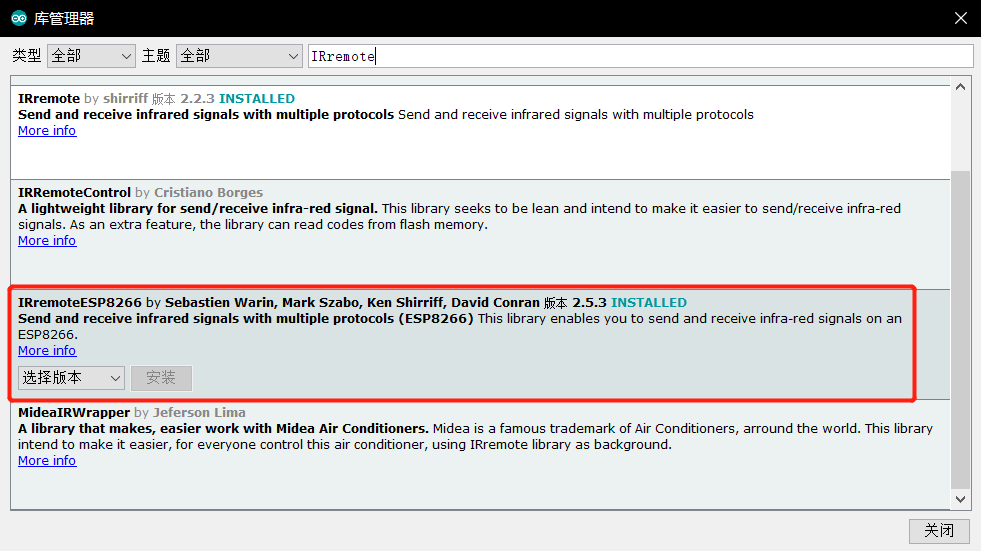 库管理器
类型 全部 主题 全部 IRremote
IRremote by shirriff 版本 2.2.3 INSTALLED
Send and receive infrared signals with multiple protocols Send and receive infrared signals with multiple protocols
More info
IRRemoteControl by Cristiano Borges
A lightweight library for send/receive infra-red signal. This library seeks to be lean and intend to make it easier to send/receive infra-red
signals. As an extra feature, the library can read codes from flash memory.
More info
IRremoteESP8266 by Sebastien Warin, Mark Szabo, Ken Shirriff, David Conran 版本 2.5.3 INSTALLED
Send and receive infrared signals with multiple protocols (ESP8266) This library enables you to send and receive infra-red signals on an
ESP8266.
More info
选择版本 安装
MideaIRWrapper by Jeferson Lima
A library that makes, easier work with Midea Air Conditioners. Midea is a famous trademark of Air Conditioners, arround the world. This library
intend to make it easier, for everyone control this air conditioner, using IRremote library as background.
More info
关闭